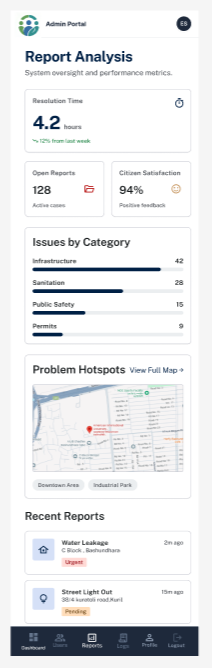 Admin Portal
ES
Report Analysis
System oversight and performance metrics.
Resolution Time
4.2 hours
12% from last week
Open Reports
128
Active cases
Citizen Satisfaction
94%
Positive feedback
Issues by Category
Infrastructure 42
Sanitation 28
Public Safety 15
Permits 9
Problem Hotspots View Full Map →
Downtown Area Industrial Park
Recent Reports
Water Leakage 2m ago
C Block , Bashundhara
Urgent
Street Light Out 15m ago
38/4 kuratoli road,Kuril
Pending
Dashboard Users Reports Logs Profile Logout